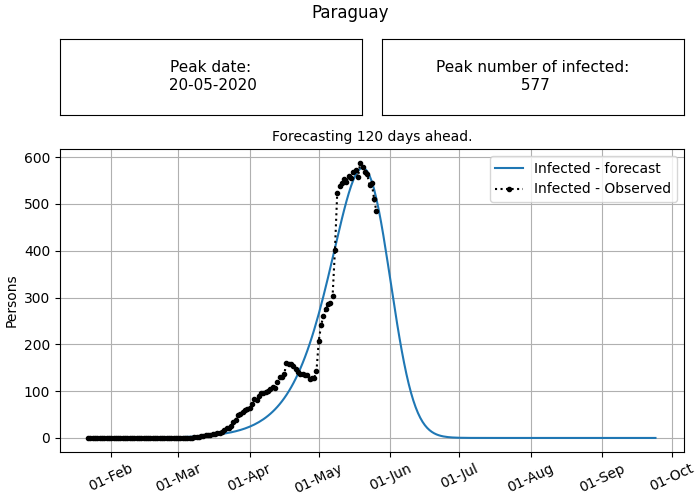 Paraguay
Peak date:
20-05-2020
Peak number of infected:
577
Forecasting 120 days ahead.
Infected - forecast
Infected - Observed
Persons
600
500
400
300
200
100
0
01-Feb
01-Mar
01-Apr
01-May
01-Jun
01-Jul
01-Aug
01-Sep
01-Oct